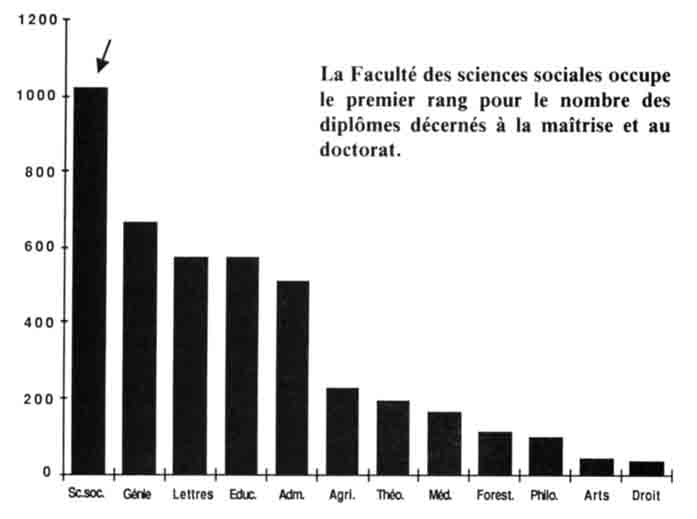 1200
La Faculté des sciences sociales occupe
le premier rang pour le nombre des
diplômes décernés à la maîtrise et au
doctorat.
1000
800
600
400
200
0
Sc.soc. Génie Lettres Educ. Adm. Agri. Théo. Méd. Forest. Philo. Arts Droit